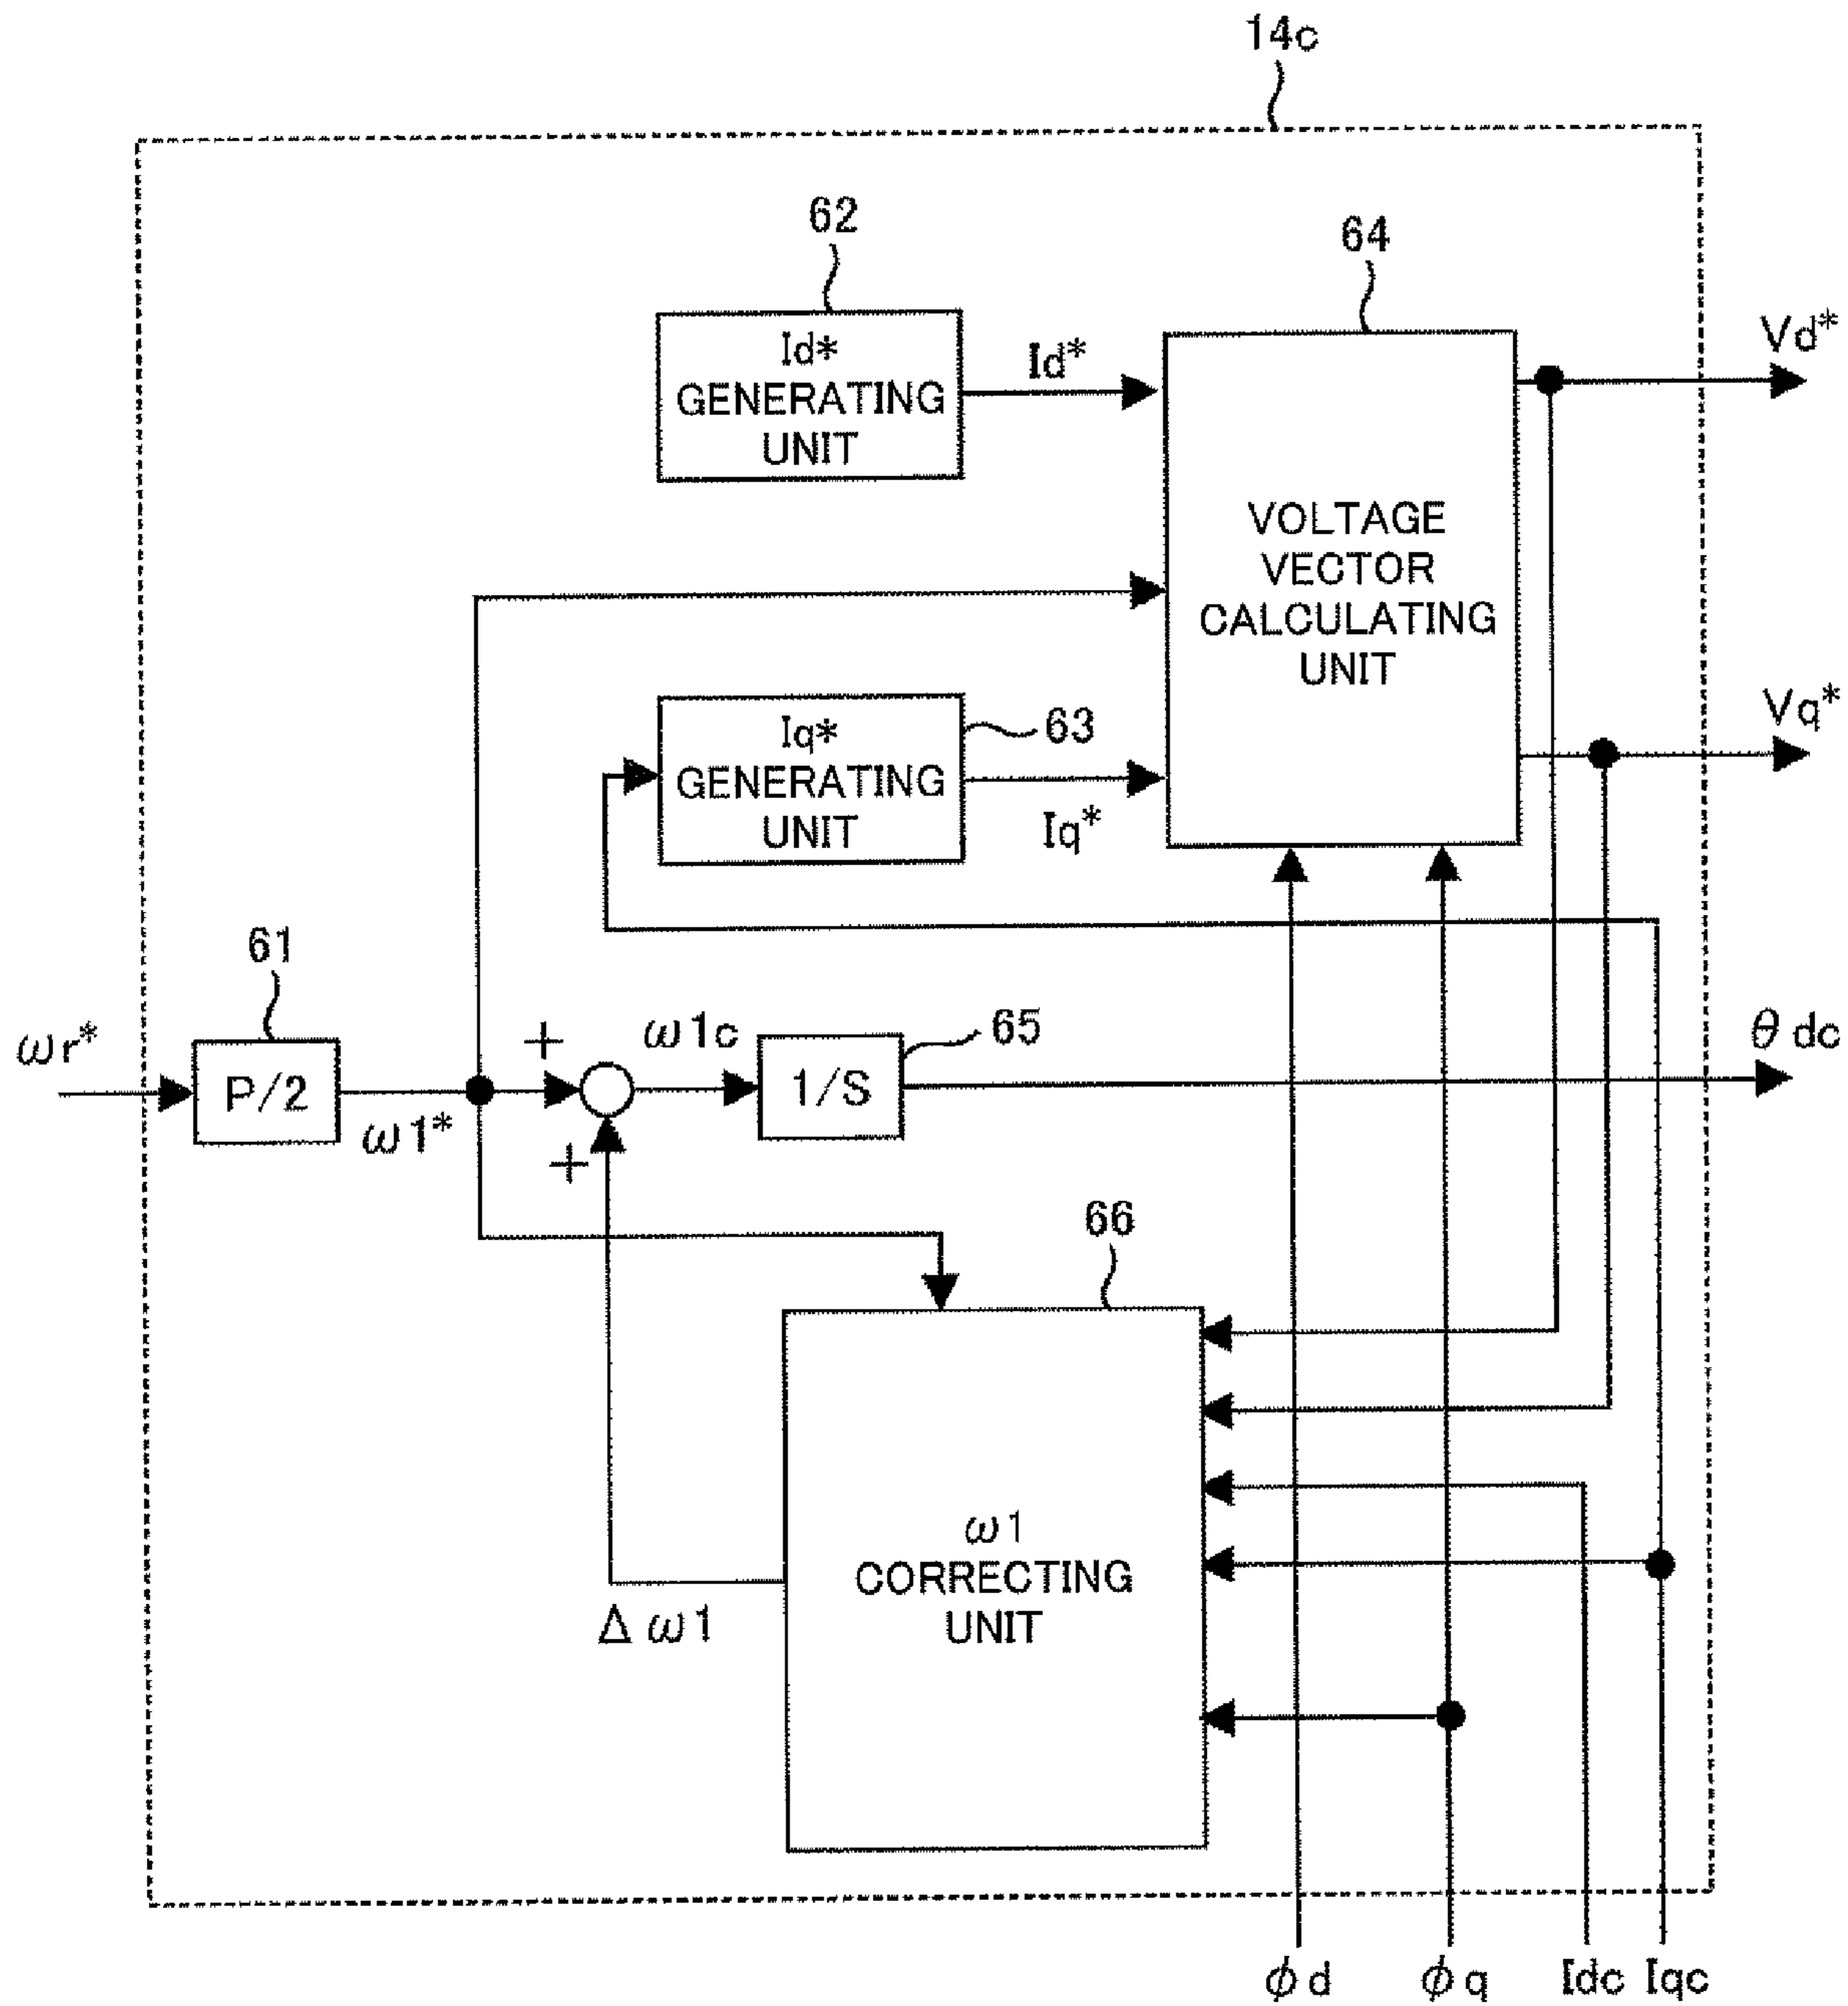 14c
62
64
Id*
GENERATING
UNIT
Id*
Vd*
VOLTAGE
VECTOR
CALCULATING
UNIT
Iq*
GENERATING
UNIT
63
Iq*
Vq*
61
ωr*
P/2
ω1*
+
+
ω1c
1/S
65
θdc
66
ω1
CORRECTING
UNIT
Δω1
φd
φq
Idc
Iqc